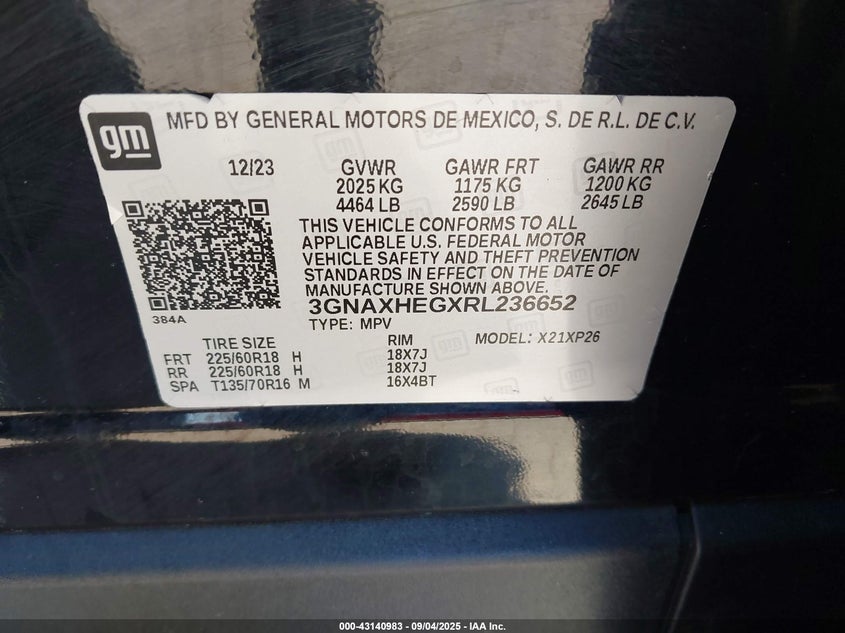 gm
MFD BY GENERAL MOTORS DE MEXICO, S. DE R.L. DE C.V.
12/23 GVWR GAWR FRT GAWR RR
2025 KG 1175 KG 1200 KG
4464 LB 2590 LB 2645 LB
THIS VEHICLE CONFORMS TO ALL
APPLICABLE U.S. FEDERAL MOTOR
VEHICLE SAFETY AND THEFT PREVENTION
STANDARDS IN EFFECT ON THE DATE OF
MANUFACTURE SHOWN ABOVE.
3GNAXHEGXRL236652
384A
TYPE: MPV
TIRE SIZE RIM MODEL: X21XP26
FRT 225/60R18 H 18X7J
RR 225/60R18 H 18X7J
SPA T135/70R16 M 16X4BT
000-43140983 - 09/04/2025 - IAA Inc.